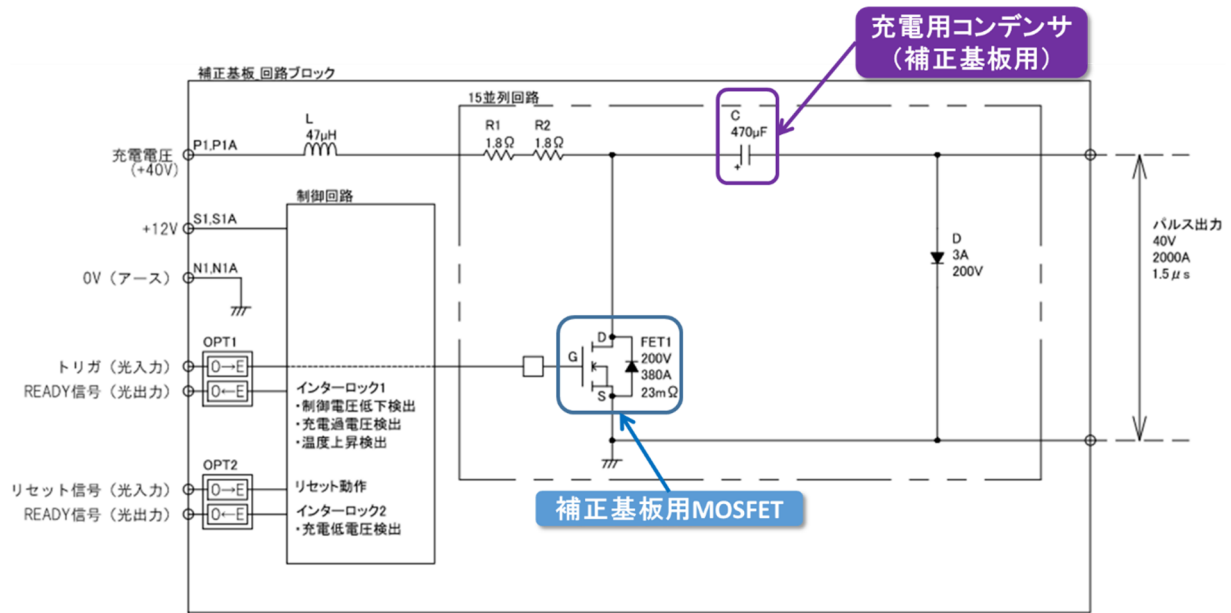 充電用コンデンサ
（補正基板用）
補正基板_回路ブロック
15並列回路
L
47μH
R1
1.8Ω
R2
1.8Ω
C
470μF
+
充電電圧
(+40V)
P1,P1A
制御回路
+12V
S1,S1A
0V（アース）
N1,N1A
D
3A
200V
パルス出力
40V
2000A
1.5μs
OPT1
トリガ（光入力）
O→E
READY信号（光出力）
O←E
インターロック1
・制御電圧低下検出
・充電過電圧検出
・温度上昇検出
D
G
S
FET1
200V
380A
23mΩ
OPT2
リセット信号（光入力）
O→E
リセット動作
READY信号（光出力）
O←E
インターロック2
・充電低電圧検出
補正基板用MOSFET